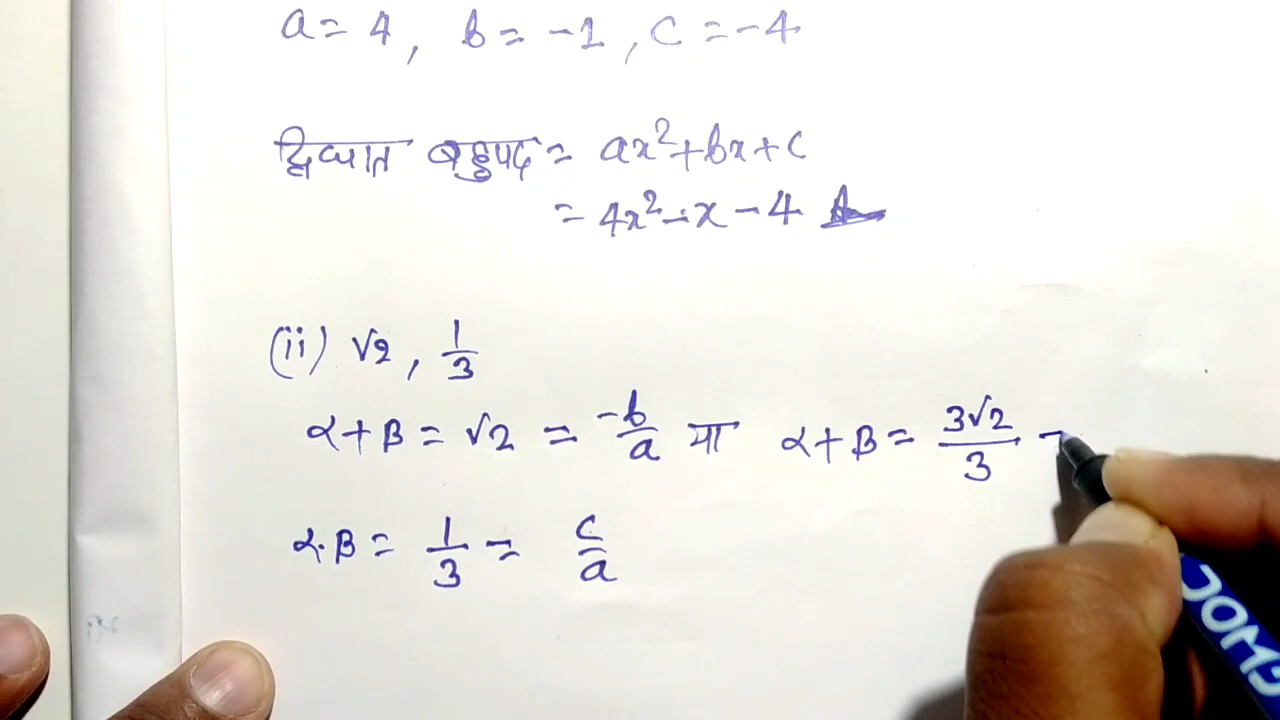 a = 4, b = -1, c = -4
द्विघात बहुपद = ax²+bx+c
= 4x² - x - 4
(ii) √2, 1/3
α+β = √2 = -b/a या α+β = 3√2/3 =
α.β = 1/3 = c/a